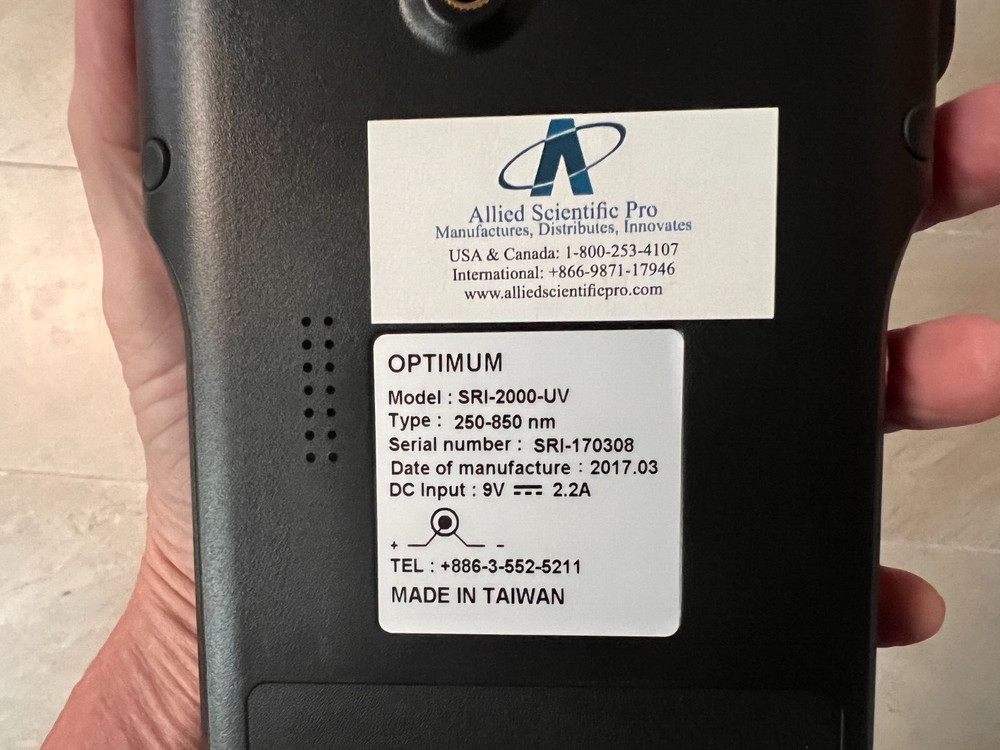 Allied Scientific Pro
Manufactures, Distributes, Innovates
USA & Canada: 1-800-253-4107
International: +866-9871-17946
www.alliedscientificpro.com
OPTIMUM
Model : SRI-2000-UV
Type : 250-850 nm
Serial number : SRI-170308
Date of manufacture : 2017.03
DC Input : 9V ⎓ 2.2A
+ -
TEL : +886-3-552-5211
MADE IN TAIWAN